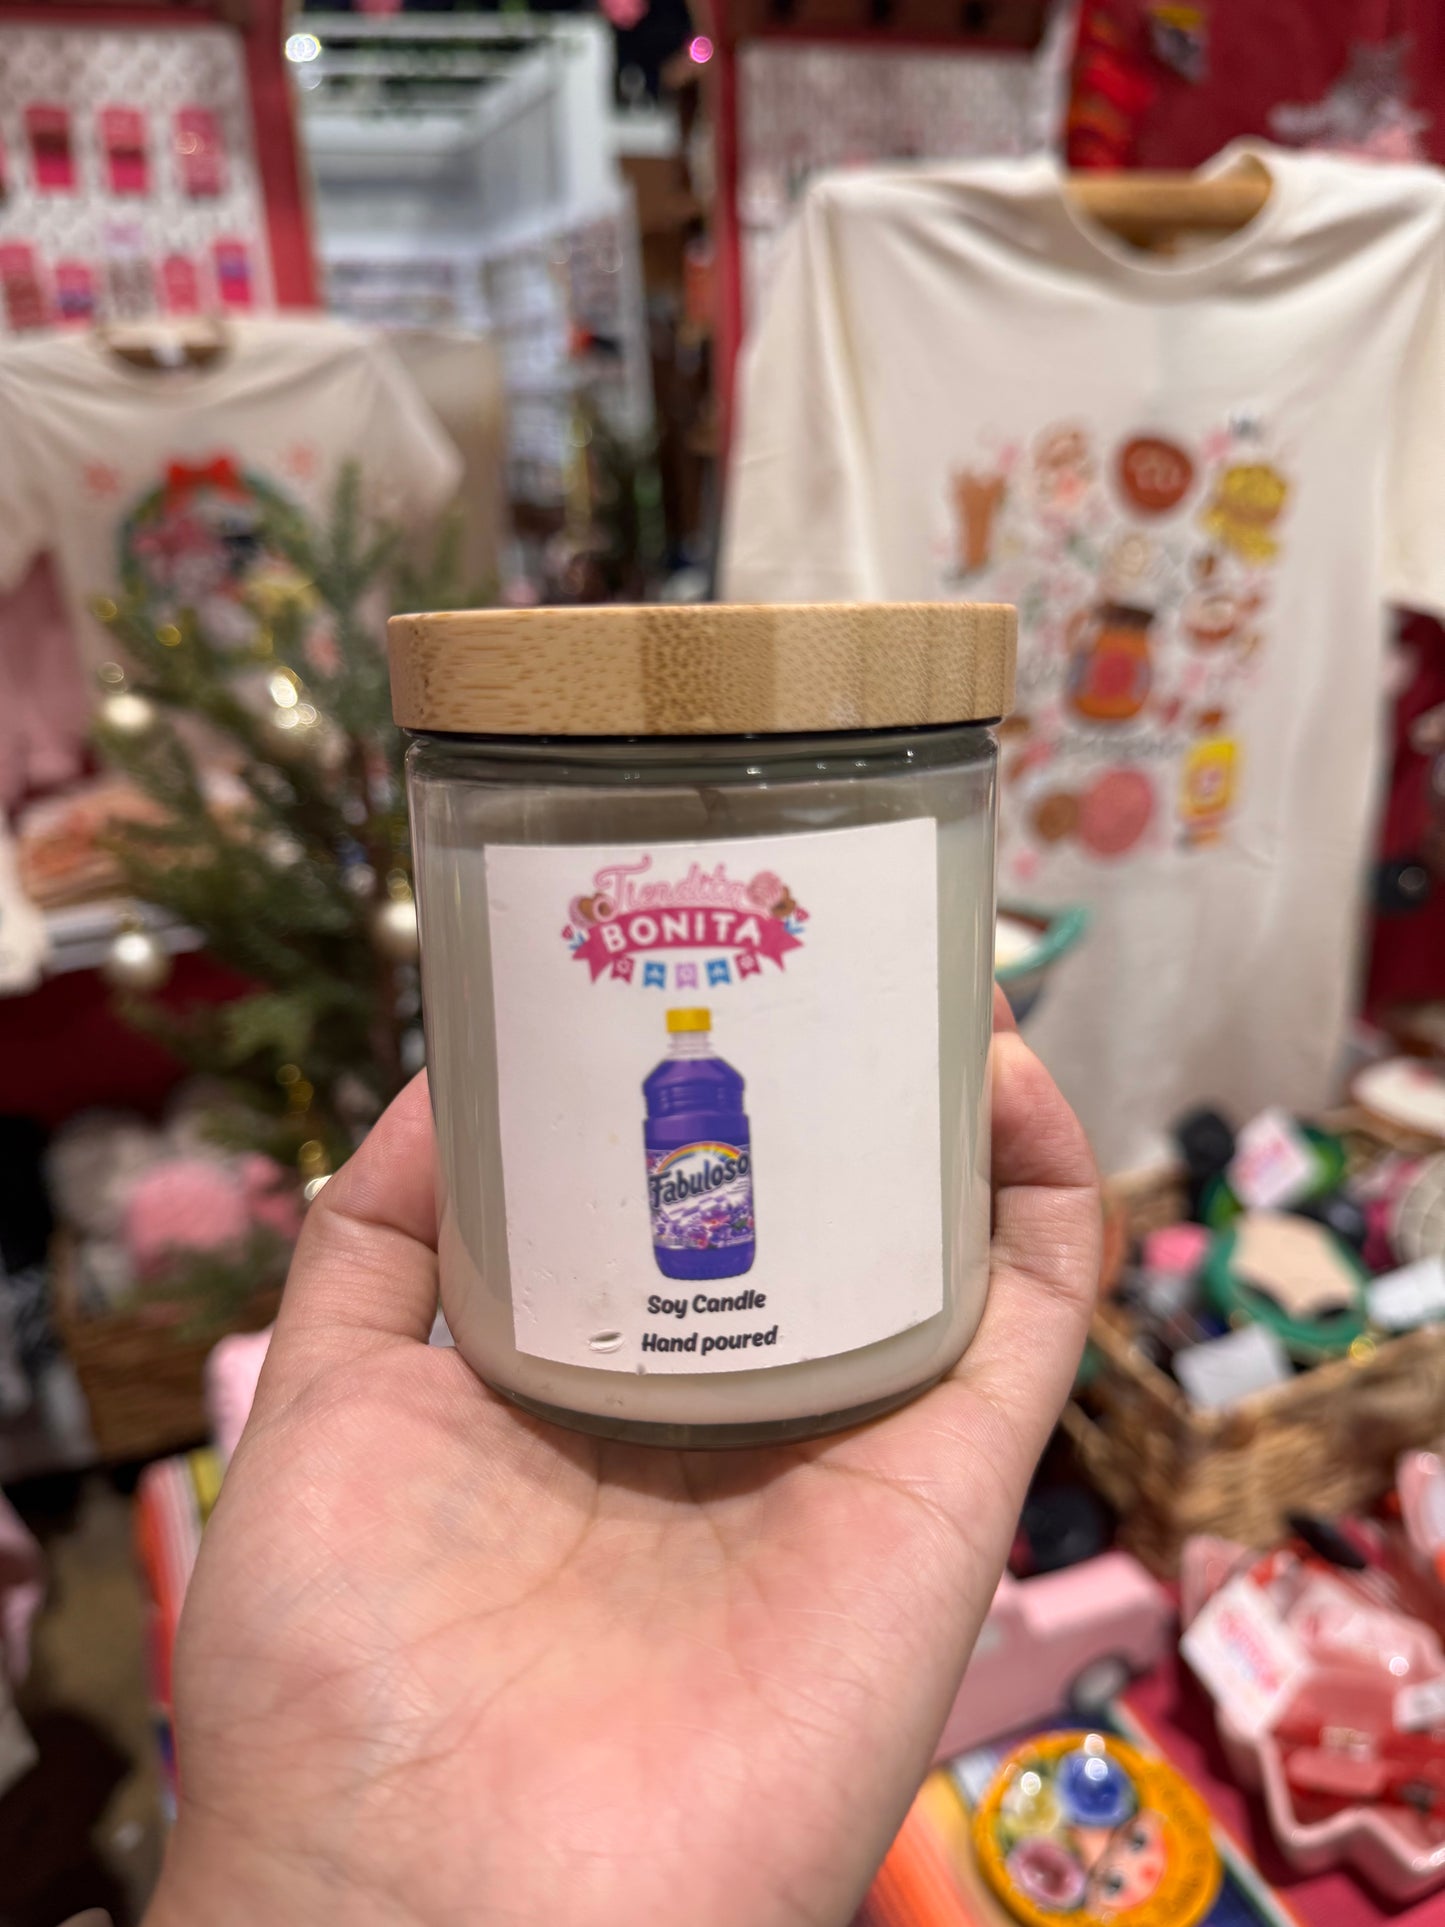 Tiendita
BONITA
Fabuloso
Soy Candle
Hand poured